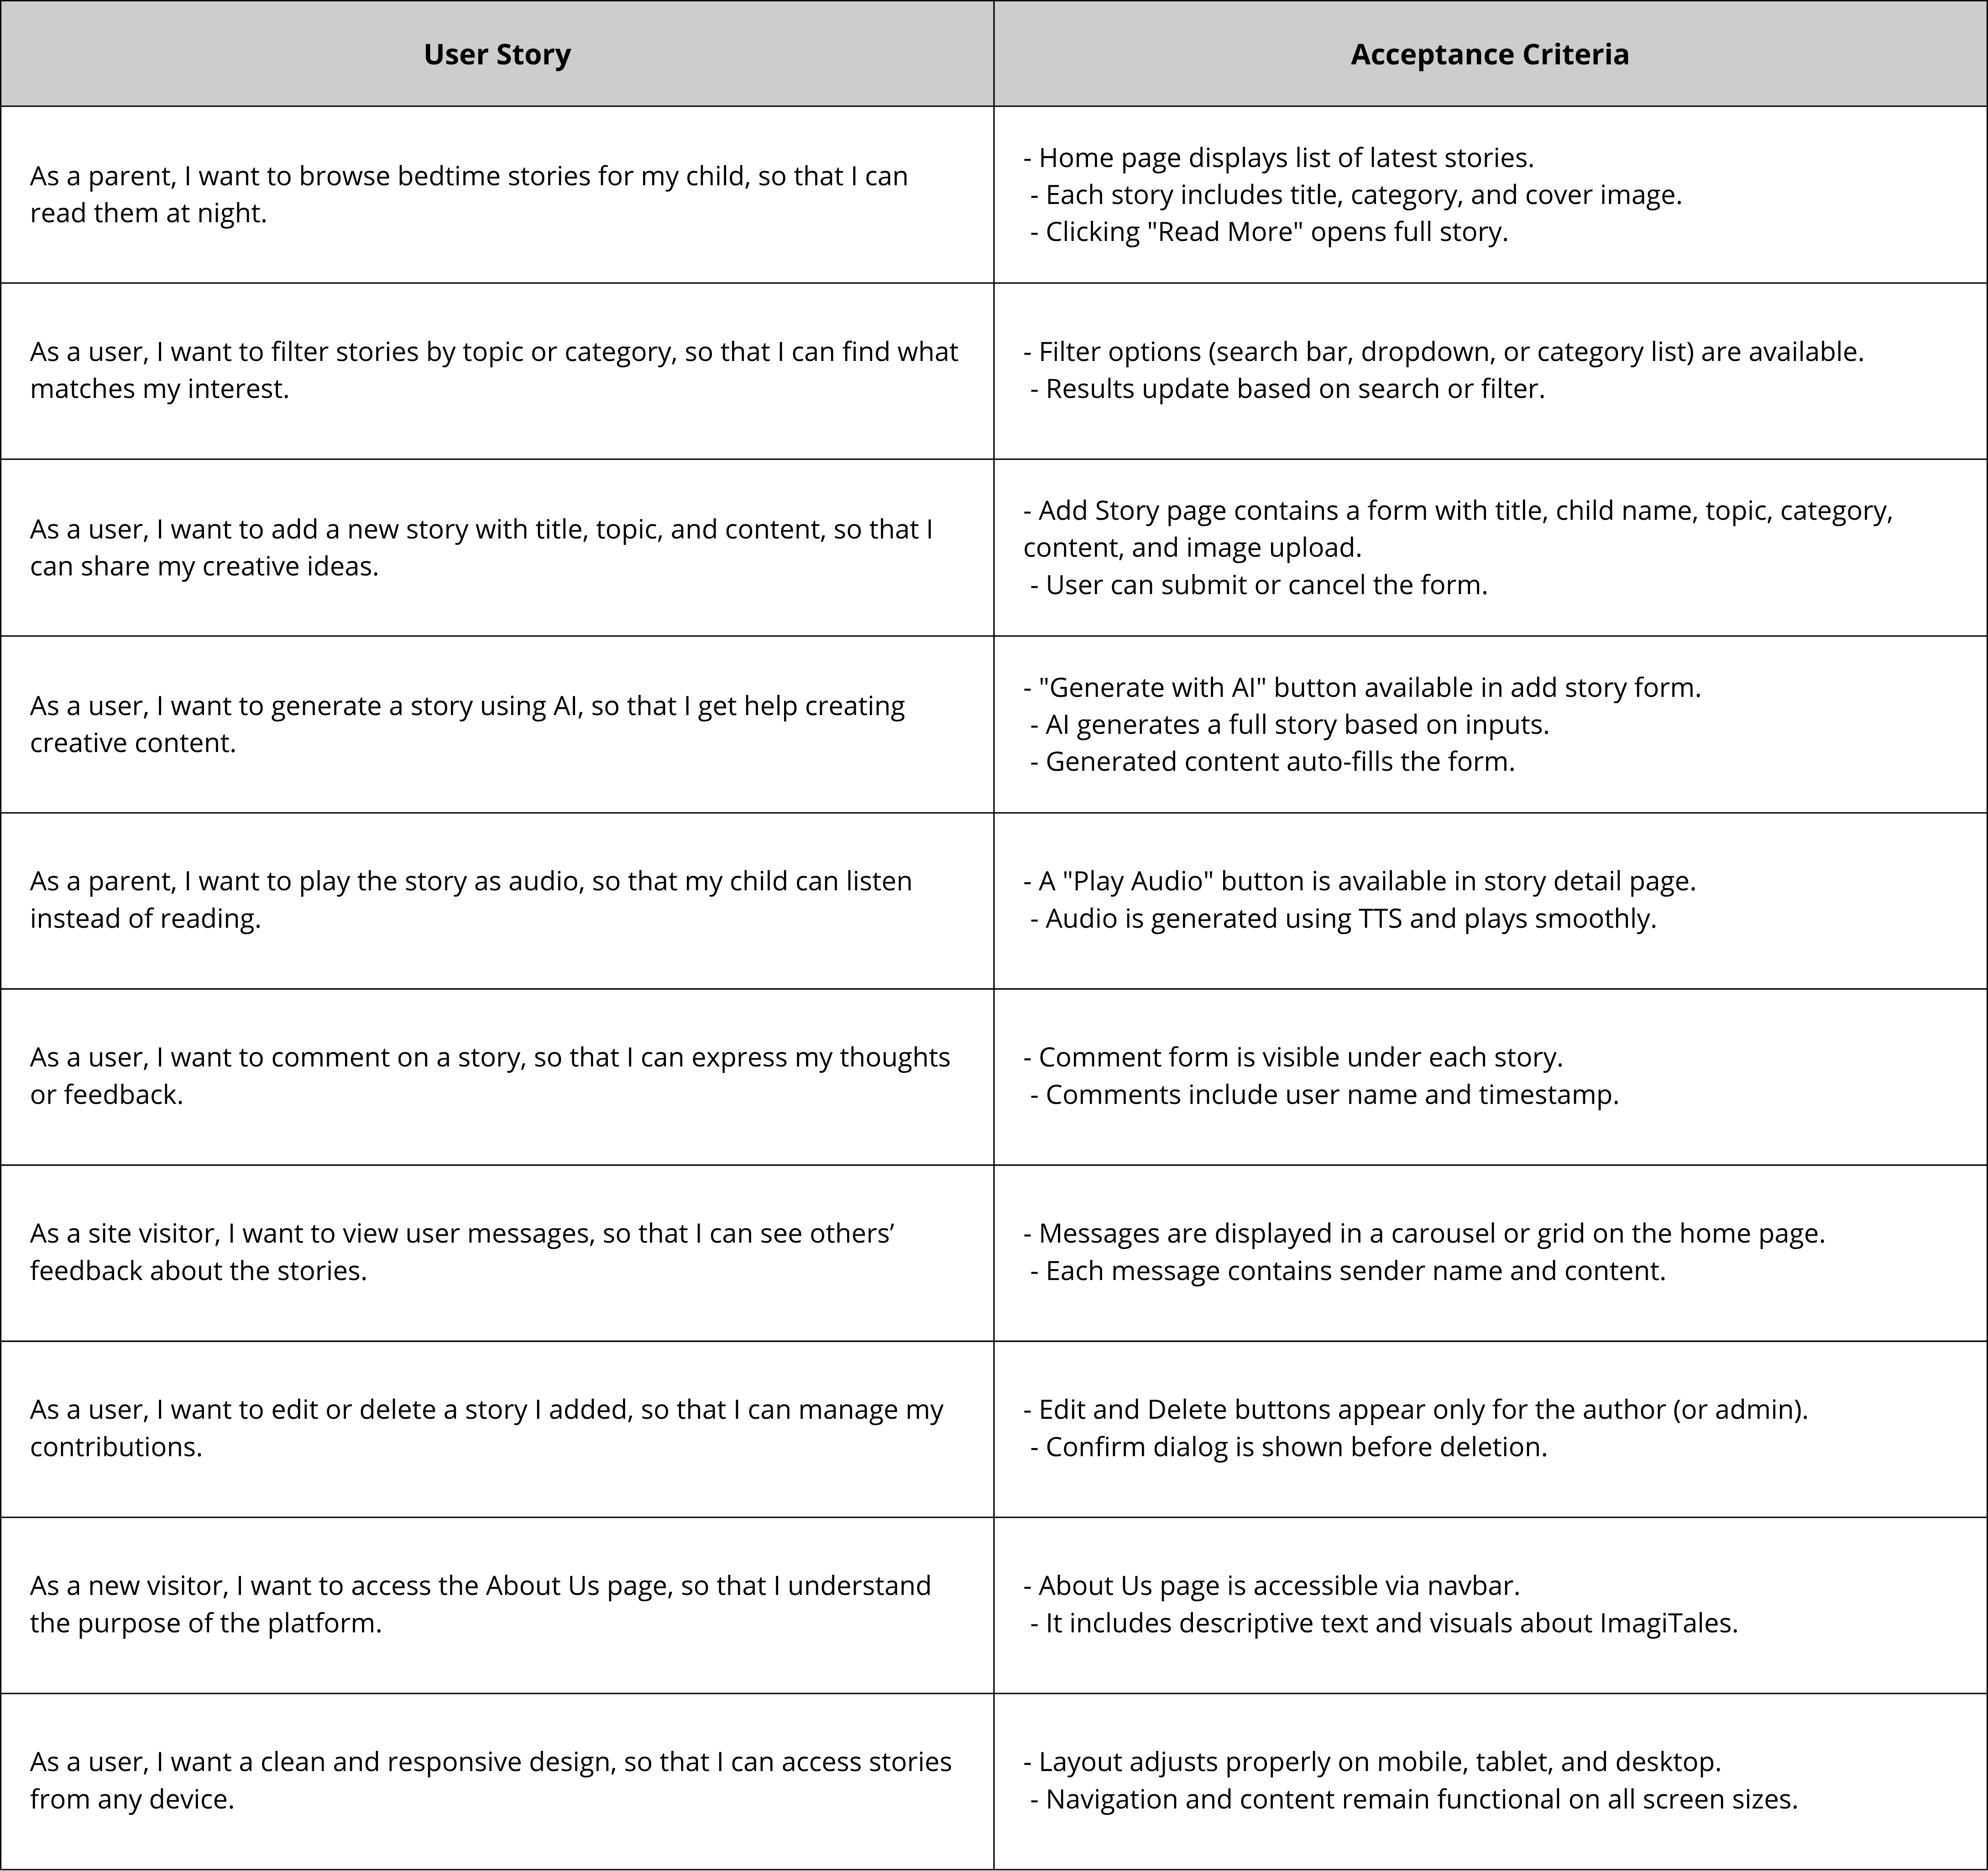 User Story
Acceptance Criteria
As a parent, I want to browse bedtime stories for my child, so that I can
read them at night.
- Home page displays list of latest stories.
- Each story includes title, category, and cover image.
- Clicking "Read More" opens full story.
As a user, I want to filter stories by topic or category, so that I can find what
matches my interest.
- Filter options (search bar, dropdown, or category list) are available.
- Results update based on search or filter.
As a user, I want to add a new story with title, topic, and content, so that I
can share my creative ideas.
- Add Story page contains a form with title, child name, topic, category,
content, and image upload.
- User can submit or cancel the form.
As a user, I want to generate a story using AI, so that I get help creating
creative content.
- "Generate with AI" button available in add story form.
- AI generates a full story based on inputs.
- Generated content auto-fills the form.
As a parent, I want to play the story as audio, so that my child can listen
instead of reading.
- A "Play Audio" button is available in story detail page.
- Audio is generated using TTS and plays smoothly.
As a user, I want to comment on a story, so that I can express my thoughts
or feedback.
- Comment form is visible under each story.
- Comments include user name and timestamp.
As a site visitor, I want to view user messages, so that I can see others’
feedback about the stories.
- Messages are displayed in a carousel or grid on the home page.
- Each message contains sender name and content.
As a user, I want to edit or delete a story I added, so that I can manage my
contributions.
- Edit and Delete buttons appear only for the author (or admin).
- Confirm dialog is shown before deletion.
As a new visitor, I want to access the About Us page, so that I understand
the purpose of the platform.
- About Us page is accessible via navbar.
- It includes descriptive text and visuals about ImagiTales.
As a user, I want a clean and responsive design, so that I can access stories
from any device.
- Layout adjusts properly on mobile, tablet, and desktop.
- Navigation and content remain functional on all screen sizes.